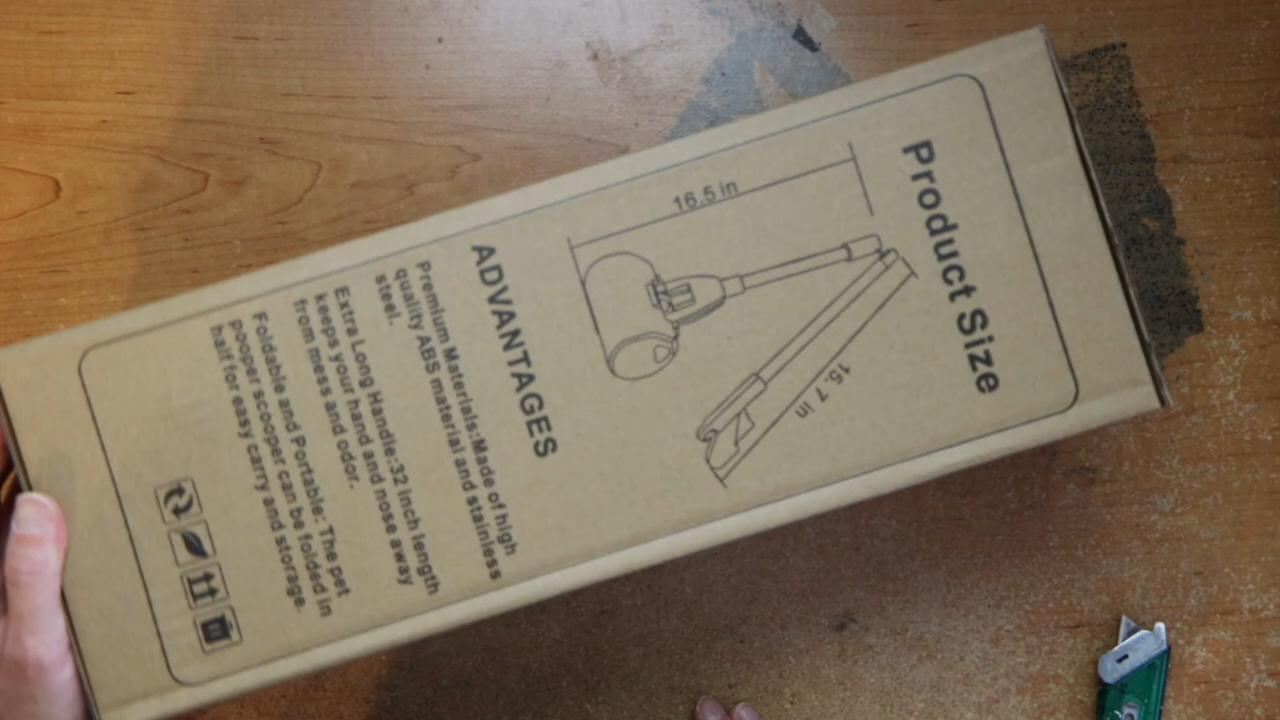 Product Size
16.5 in
15.7 in
ADVANTAGES
Premium Materials:Made of high
quality ABS material and stainless
steel.
Extra Long Handle:32 inch length
keeps your hand and nose away
from mess and odor.
Foldable and Portable: The pet
pooper scooper can be folded in
half for easy carry and storage.